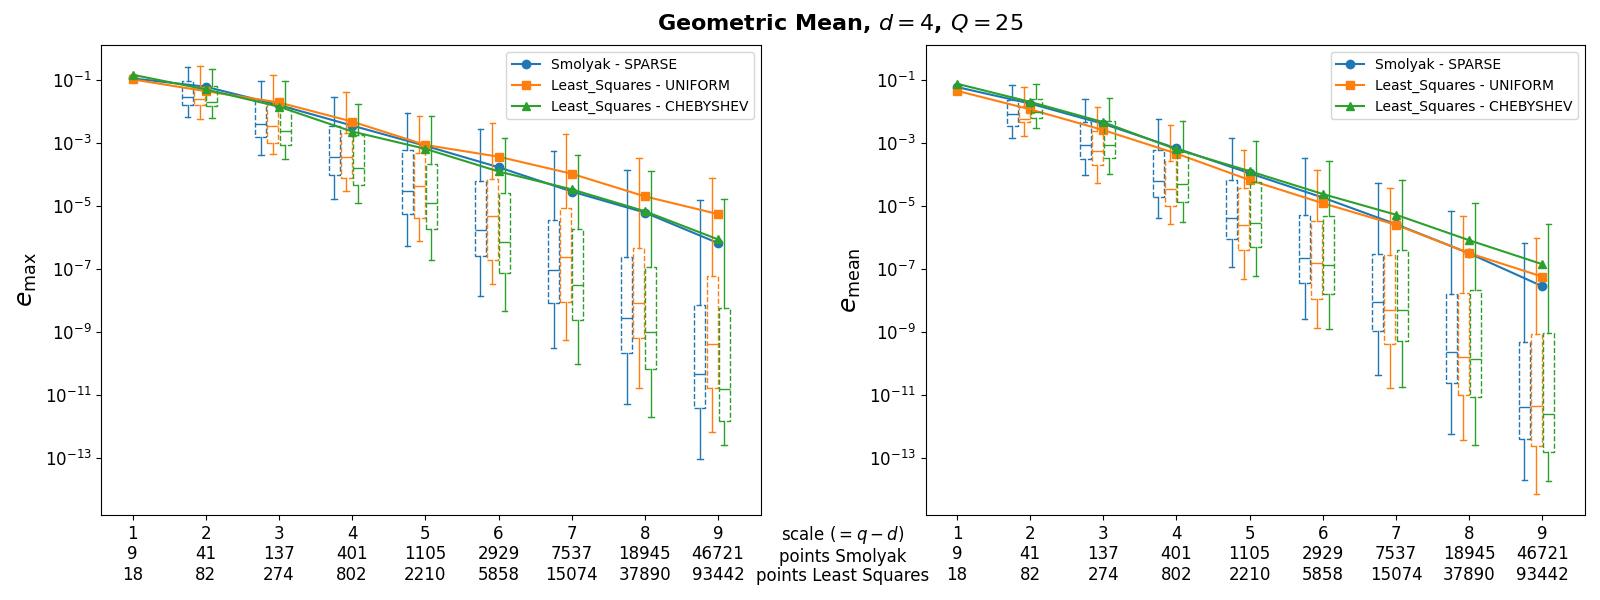 Geometric Mean, d = 4, Q = 25
Smolyak - SPARSE
Least_Squares - UNIFORM
Least_Squares - CHEBYSHEV
10⁻¹
10⁻³
10⁻⁵
10⁻⁷
10⁻⁹
10⁻¹¹
10⁻¹³
e_max
Smolyak - SPARSE
Least_Squares - UNIFORM
Least_Squares - CHEBYSHEV
10⁻¹
10⁻³
10⁻⁵
10⁻⁷
10⁻⁹
10⁻¹¹
10⁻¹³
e_mean
1 2 3 4 5 6 7 8 9 scale (= q − d) 1 2 3 4 5 6 7 8 9
9 41 137 401 1105 2929 7537 18945 46721 points Smolyak 9 41 137 401 1105 2929 7537 18945 46721
18 82 274 802 2210 5858 15074 37890 93442 points Least Squares 18 82 274 802 2210 5858 15074 37890 93442